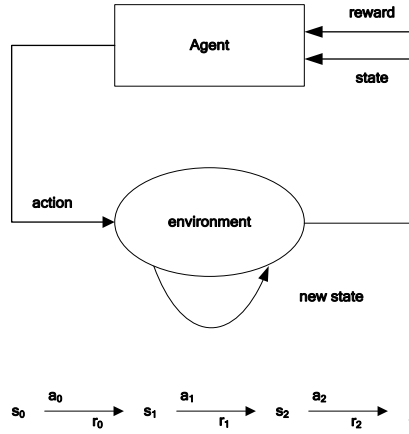 reward
Agent
state
action
environment
new state
a0 a1 a2
s0 s1 s2
r0 r1 r2